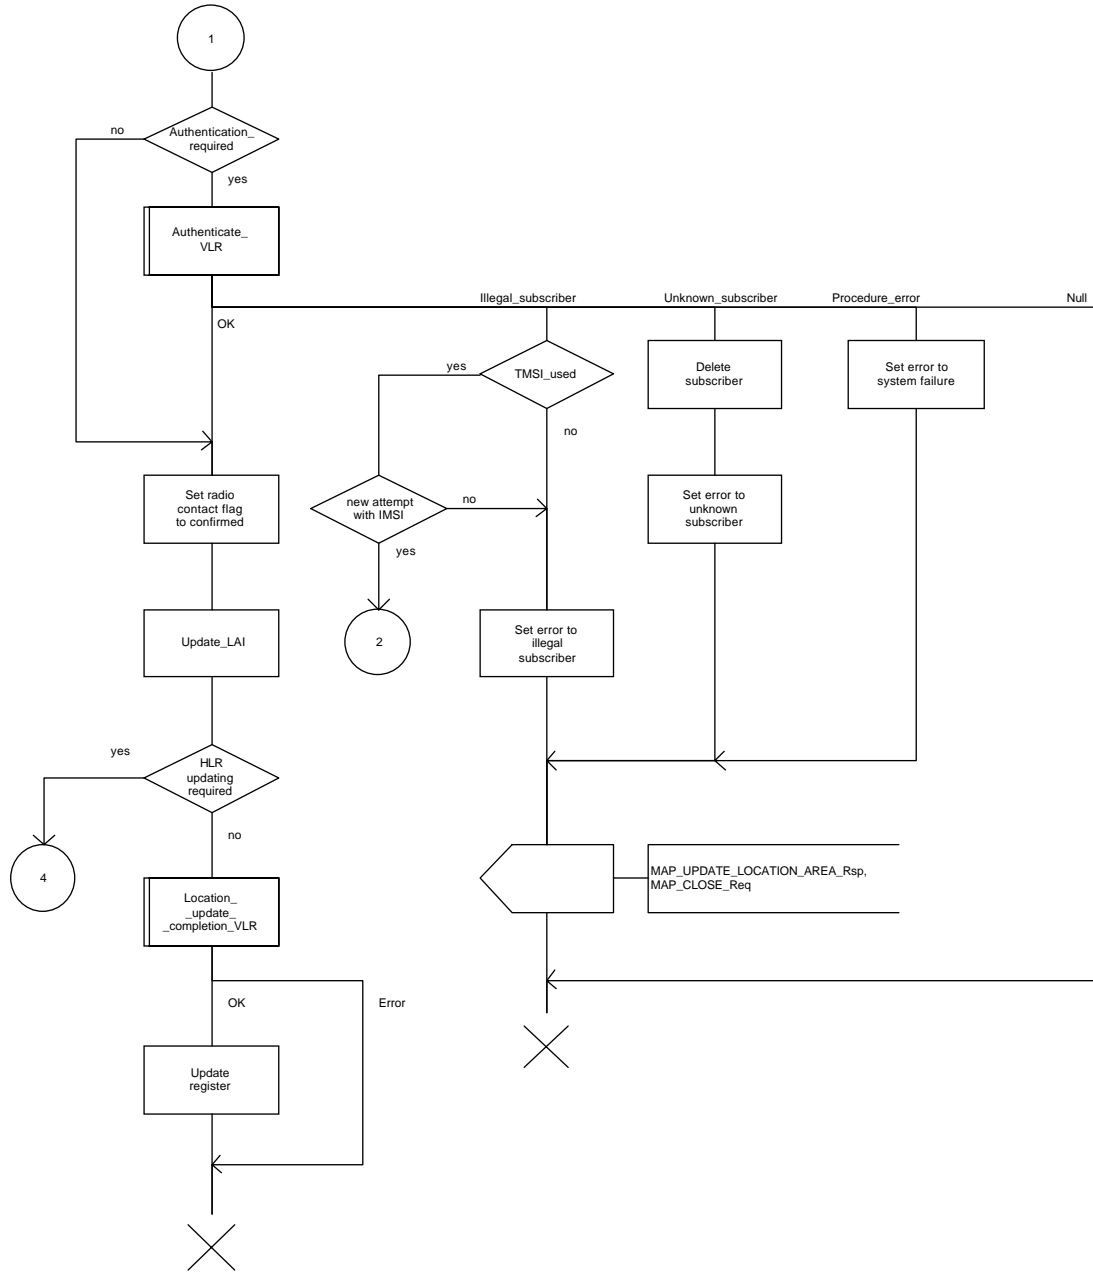 1
Authentication_
required
no
yes
Authenticate_
VLR
Illegal_subscriber
Unknown_subscriber
Procedure_error
Null
OK
yes
TMSI_used
no
Delete
subscriber
Set error to
system failure
Set radio
contact flag
to confirmed
new attempt
with IMSI
no
yes
Set error to
unknown
subscriber
Update_LAI
2
Set error to
illegal
subscriber
yes
HLR
updating
required
no
4
MAP_UPDATE_LOCATION_AREA_Rsp,
MAP_CLOSE_Req
Location_
_update_
_completion_VLR
OK
Error
Update
register